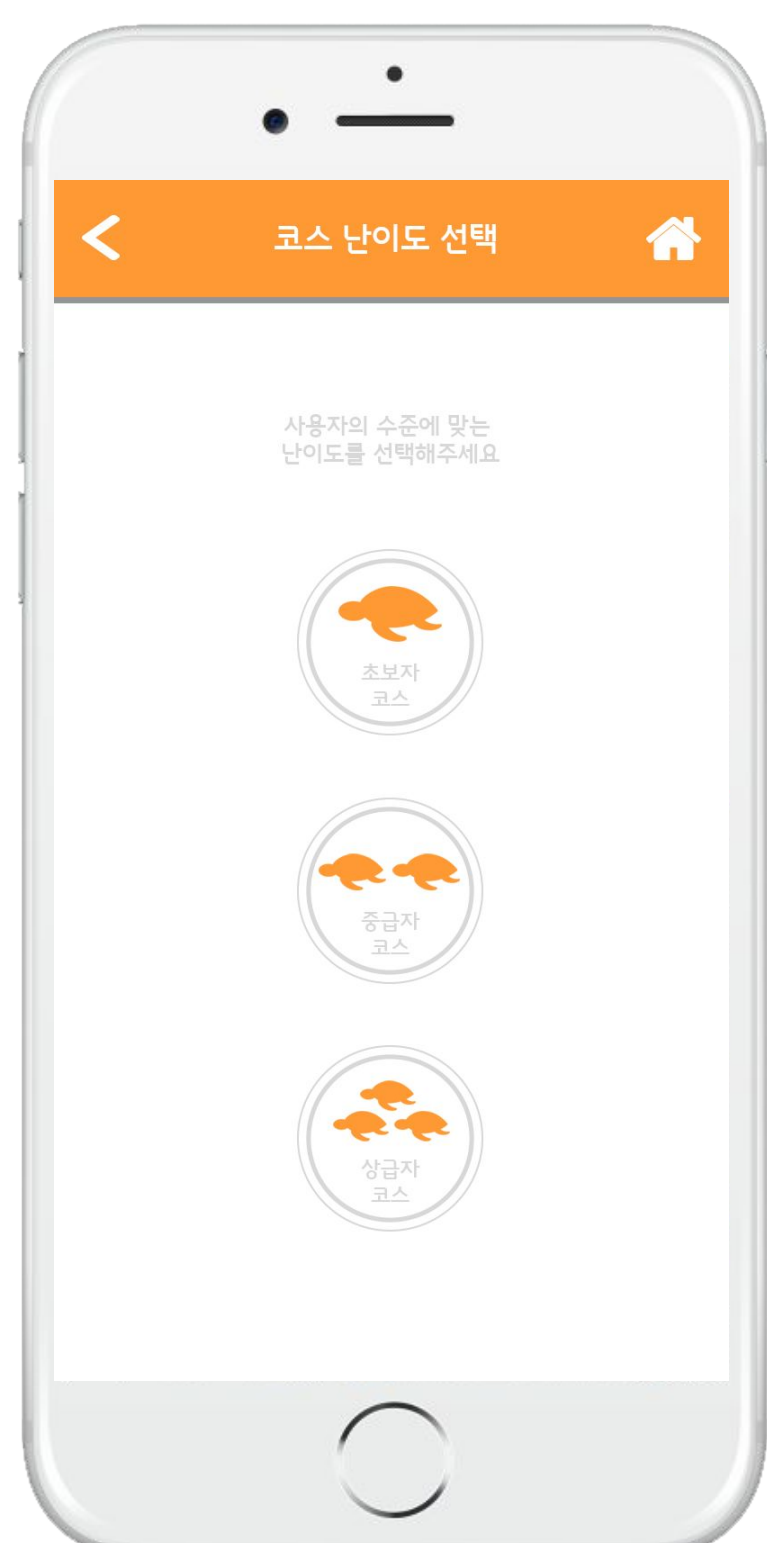 코스 난이도 선택
사용자의 수준에 맞는
난이도를 선택해주세요
초보자
코스
중급자
코스
상급자
코스